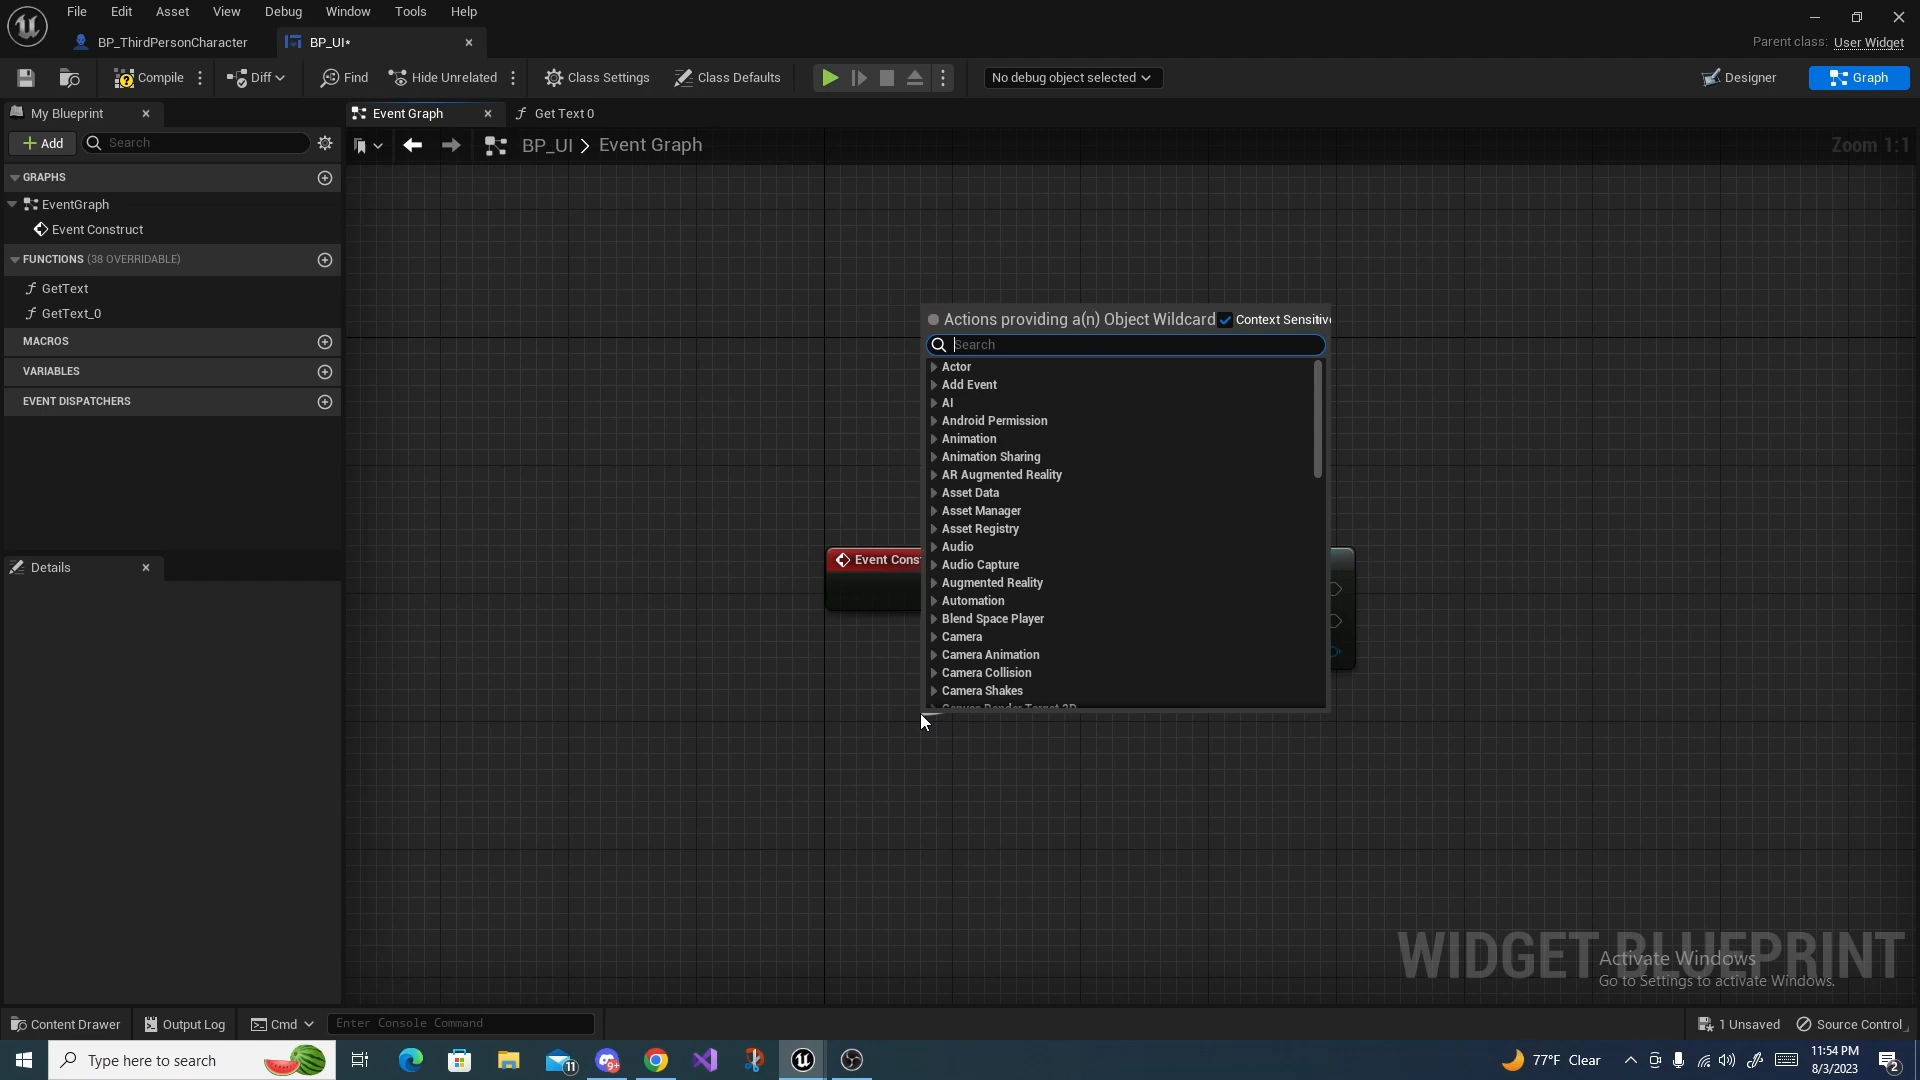 File Edit Asset View Debug Window Tools Help
BP_ThirdPersonCharacter BP_UI*
Parent class: User Widget
Compile Diff Find Hide Unrelated Class Settings Class Defaults No debug object selected Designer Graph
My Blueprint
Event Graph Get Text 0
Add Search
BP_UI > Event Graph Zoom 1:1
GRAPHS
EventGraph
Event Construct
FUNCTIONS (38 OVERRIDABLE)
GetText
GetText_0
MACROS
VARIABLES
EVENT DISPATCHERS
Details
Actions providing a(n) Object Wildcard Context Sensitive
Search
Actor
Add Event
AI
Android Permission
Animation
Animation Sharing
AR Augmented Reality
Asset Data
Asset Manager
Asset Registry
Audio
Audio Capture
Augmented Reality
Automation
Blend Space Player
Camera
Camera Animation
Camera Collision
Camera Shakes
Canvas Render Target 2D
Event Cons
WIDGET BLUEPRINT
Activate Windows
Go to Settings to activate Windows.
Content Drawer Output Log Cmd Enter Console Command 1 Unsaved Source Control
Type here to search 11 9+ 77°F Clear 11:54 PM
8/3/2023 2